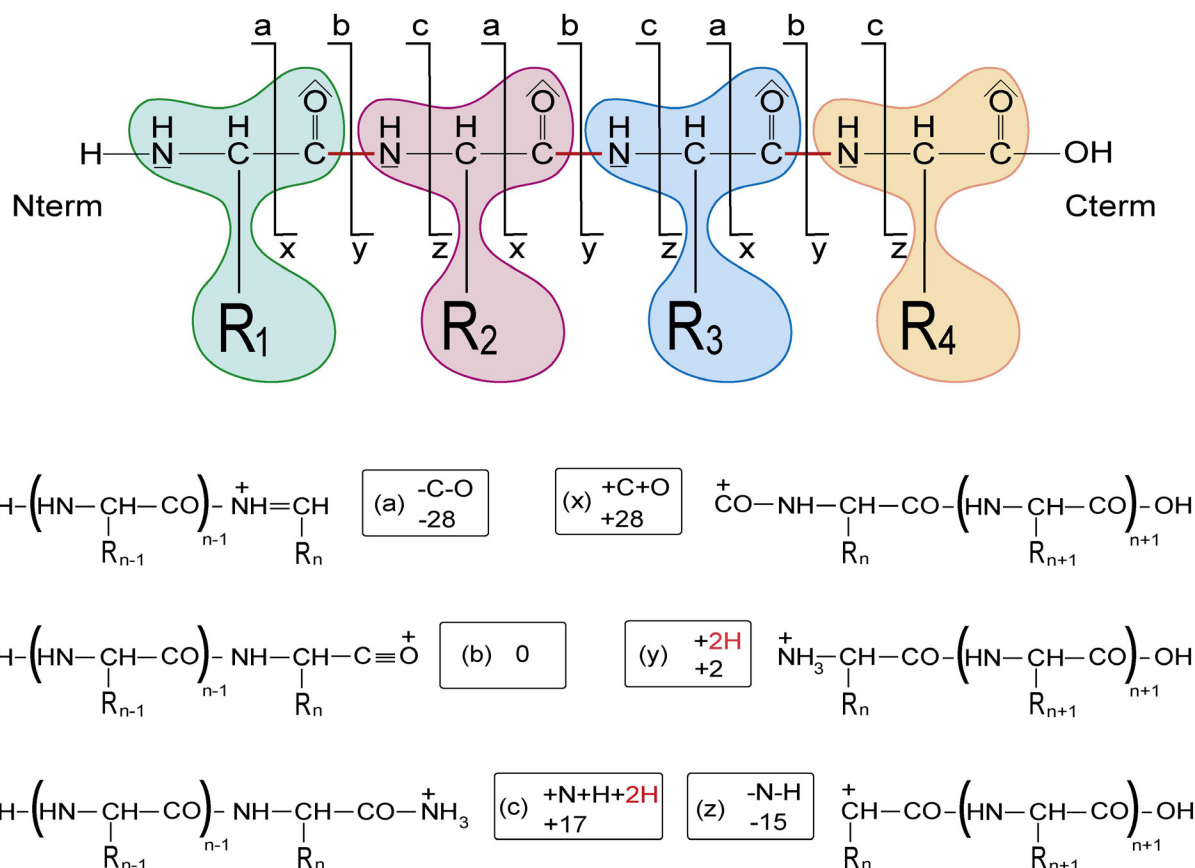 a b c a b c a b c
O O O O
H H H H H H H H
H N C C N C C N C C N C C OH
Nterm Cterm
x y z x y z x y z
R1 R2 R3 R4
H-(HN-CH-CO)n-1-NH=CH + Rn-1 Rn
(a) -C-O
-28
(x) +C+O
+28
+CO-NH-CH-CO-(HN-CH-CO)n+1-OH Rn Rn+1
H-(HN-CH-CO)n-1-NH-CH-C≡O + Rn-1 Rn
(b) 0
(y) +2H
+2
+NH3-CH-CO-(HN-CH-CO)n+1-OH Rn Rn+1
H-(HN-CH-CO)n-1-NH-CH-CO-NH3 + Rn-1 Rn
(c) +N+H+2H
+17
(z) -N-H
-15
+CH-CO-(HN-CH-CO)n+1-OH Rn Rn+1